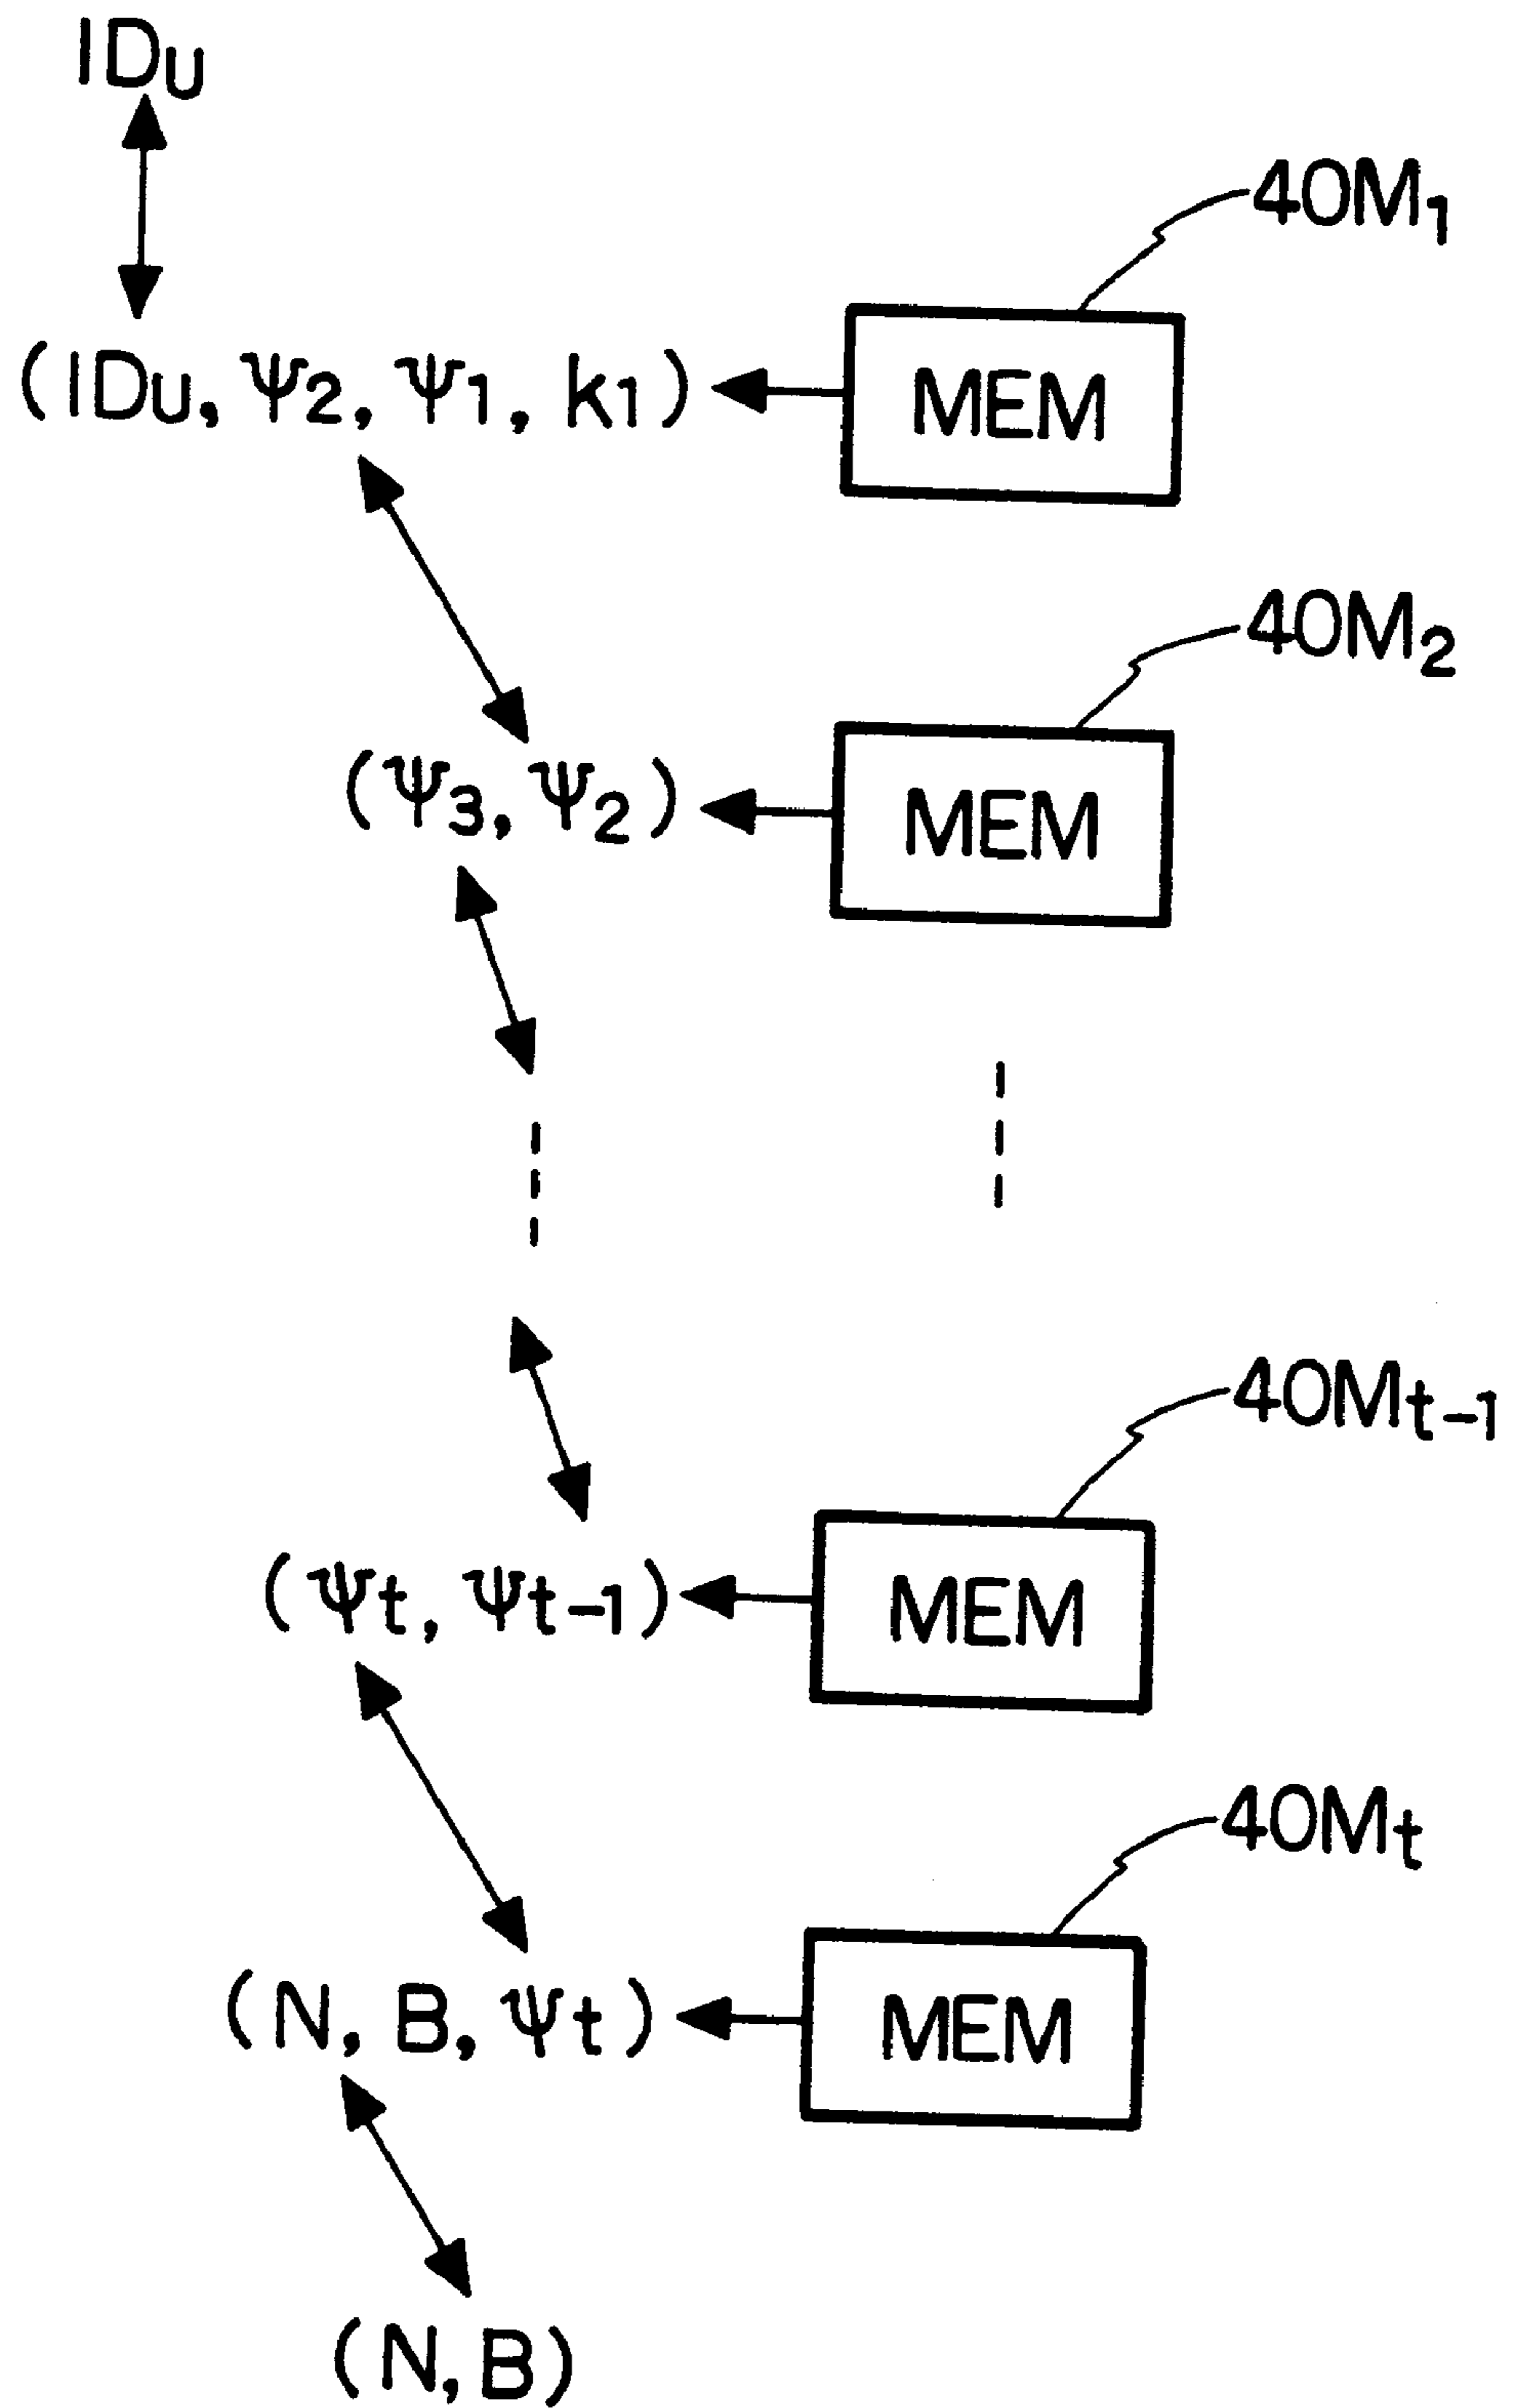 IDU
40M1
(IDU, Ψ2, Ψ1, k1)
MEM
40M2
(Ψ3, Ψ2)
MEM
40Mt-1
(Ψt, Ψt-1)
MEM
40Mt
(N, B, Ψt)
MEM
(N, B)